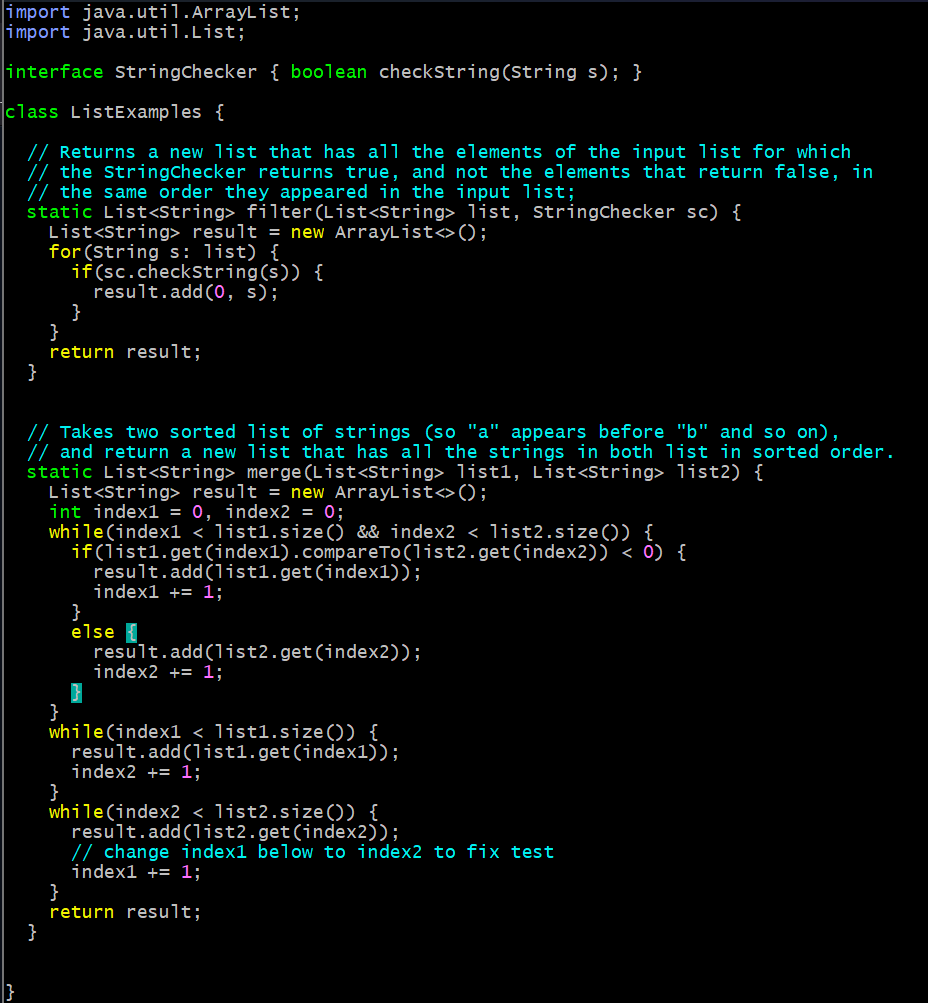 import java.util.ArrayList;
import java.util.List;

interface StringChecker { boolean checkString(String s); }

class ListExamples {

  // Returns a new list that has all the elements of the input list for which
  // the StringChecker returns true, and not the elements that return false, in
  // the same order they appeared in the input list;
  static List<String> filter(List<String> list, StringChecker sc) {
    List<String> result = new ArrayList<>();
    for(String s: list) {
      if(sc.checkString(s)) {
        result.add(0, s);
      }
    }
    return result;
  }


  // Takes two sorted list of strings (so "a" appears before "b" and so on),
  // and return a new list that has all the strings in both list in sorted order.
  static List<String> merge(List<String> list1, List<String> list2) {
    List<String> result = new ArrayList<>();
    int index1 = 0, index2 = 0;
    while(index1 < list1.size() && index2 < list2.size()) {
      if(list1.get(index1).compareTo(list2.get(index2)) < 0) {
        result.add(list1.get(index1));
        index1 += 1;
      }
      else {
        result.add(list2.get(index2));
        index2 += 1;
      }
    }
    while(index1 < list1.size()) {
      result.add(list1.get(index1));
      index2 += 1;
    }
    while(index2 < list2.size()) {
      result.add(list2.get(index2));
      // change index1 below to index2 to fix test
      index1 += 1;
    }
    return result;
  }


}